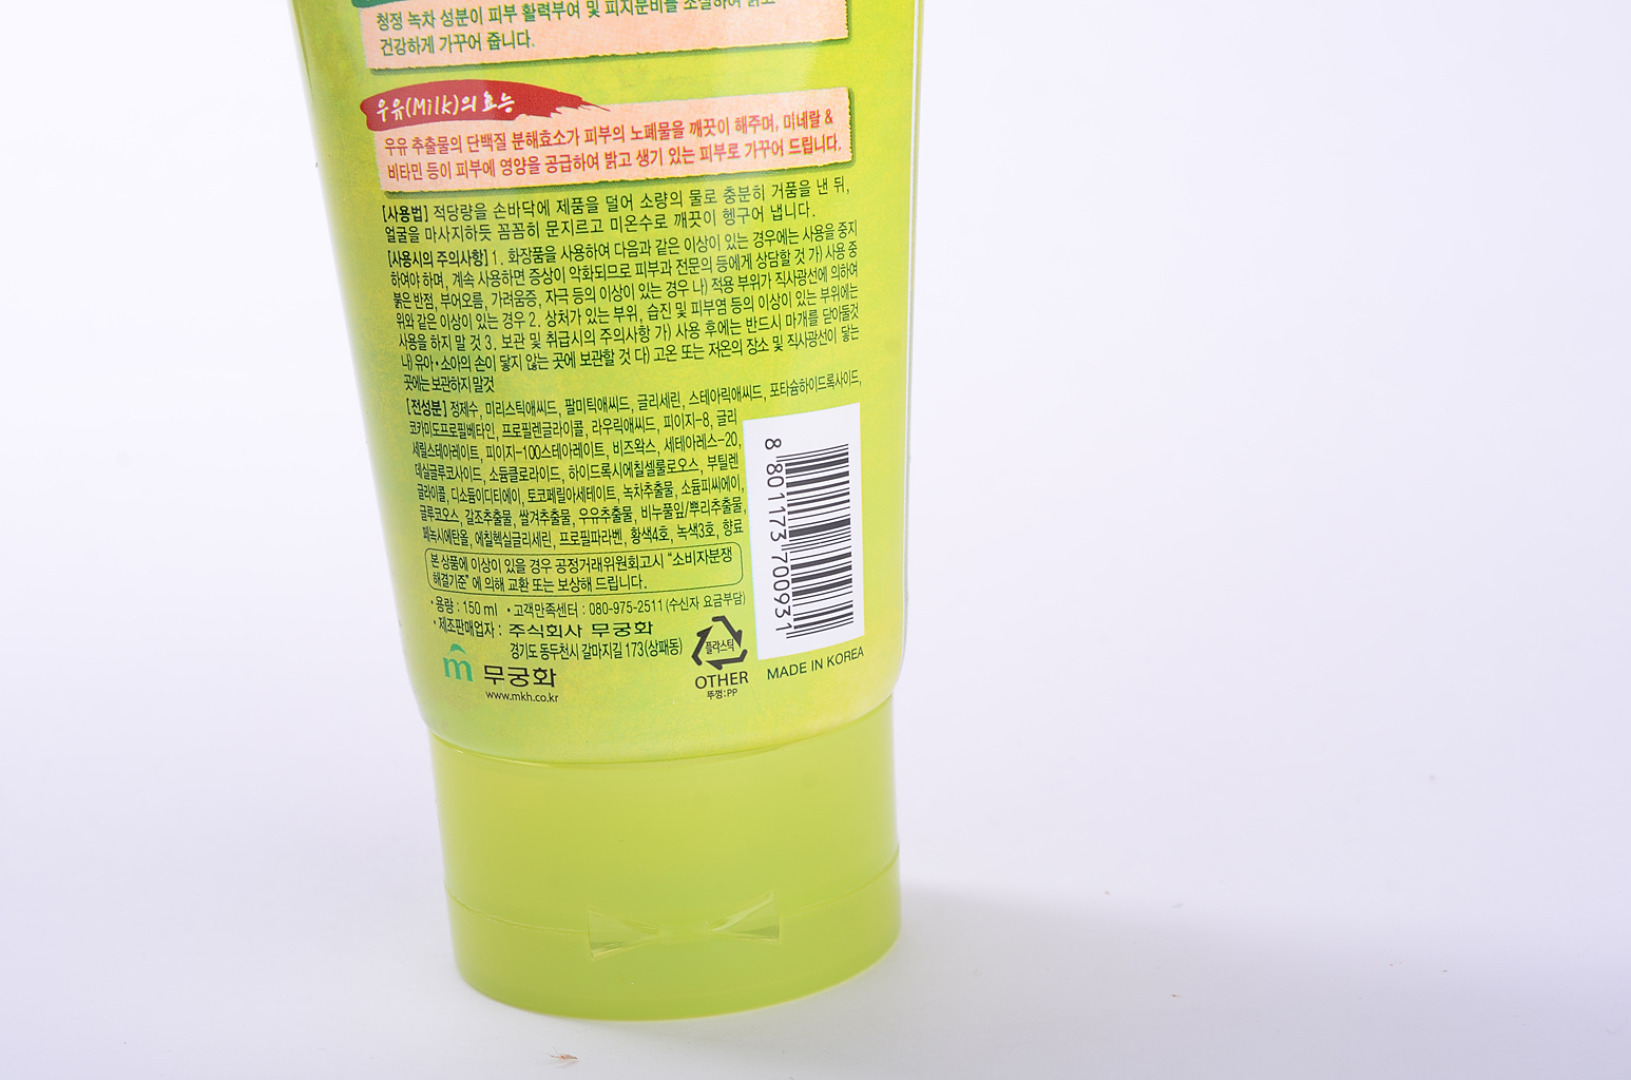 청정 녹차 성분이 피부 활력부여 및 피지분비를 조절하여 맑고
건강하게 가꾸어 줍니다.
우유(Milk)의 효능
우유 추출물의 단백질 분해효소가 피부의 노폐물을 깨끗이 해주며, 미네랄 &
비타민 등이 피부에 영양을 공급하여 밝고 생기 있는 피부로 가꾸어 드립니다.
[사용법] 적당량을 손바닥에 제품을 덜어 소량의 물로 충분히 거품을 낸 뒤,
얼굴을 마사지하듯 꼼꼼히 문지르고 미온수로 깨끗이 헹구어 냅니다.
[사용시의 주의사항] 1. 화장품을 사용하여 다음과 같은 이상이 있는 경우에는 사용을 중지
하여야 하며, 계속 사용하면 증상이 악화되므로 피부과 전문의 등에게 상담할 것 가) 사용 중
붉은 반점, 부어오름, 가려움증, 자극 등의 이상이 있는 경우 나) 적용 부위가 직사광선에 의하여
위와 같은 이상이 있는 경우 2. 상처가 있는 부위, 습진 및 피부염 등의 이상이 있는 부위에는
사용을 하지 말 것 3. 보관 및 취급시의 주의사항 가) 사용 후에는 반드시 마개를 닫아둘것
나) 유아·소아의 손이 닿지 않는 곳에 보관할 것 다) 고온 또는 저온의 장소 및 직사광선이 닿는
곳에는 보관하지 말것
[전성분] 정제수, 미리스틱애씨드, 팔미틱애씨드, 글리세린, 스테아릭애씨드, 포타슘하이드록사이드,
코카미도프로필베타인, 프로필렌글라이콜, 라우릭애씨드, 피이지-8, 글리
세릴스테아레이트, 피이지-100스테아레이트, 비즈왁스, 세테아레스-20,
데실글루코사이드, 소듐클로라이드, 하이드록시에칠셀룰로오스, 부틸렌
글라이콜, 디소듐이디티에이, 토코페릴아세테이트, 녹차추출물, 소듐피씨에이,
글루코오스, 갈조추출물, 쌀겨추출물, 우유추출물, 비누풀잎/뿌리추출물,
페녹시에탄올, 에칠헥실글리세린, 프로필파라벤, 황색4호, 녹색3호, 향료
본 상품에 이상이 있을 경우 공정거래위원회고시 "소비자분쟁
해결기준"에 의해 교환 또는 보상해 드립니다.
·용량 : 150 ml ·고객만족센터 : 080-975-2511 (수신자 요금부담)
·제조판매업자 : 주식회사 무궁화
경기도 동두천시 갈마지길 173(상패동)
m 무궁화
www.mkh.co.kr
플라스틱
OTHER
뚜껑:PP
8 801173 700931
MADE IN KOREA